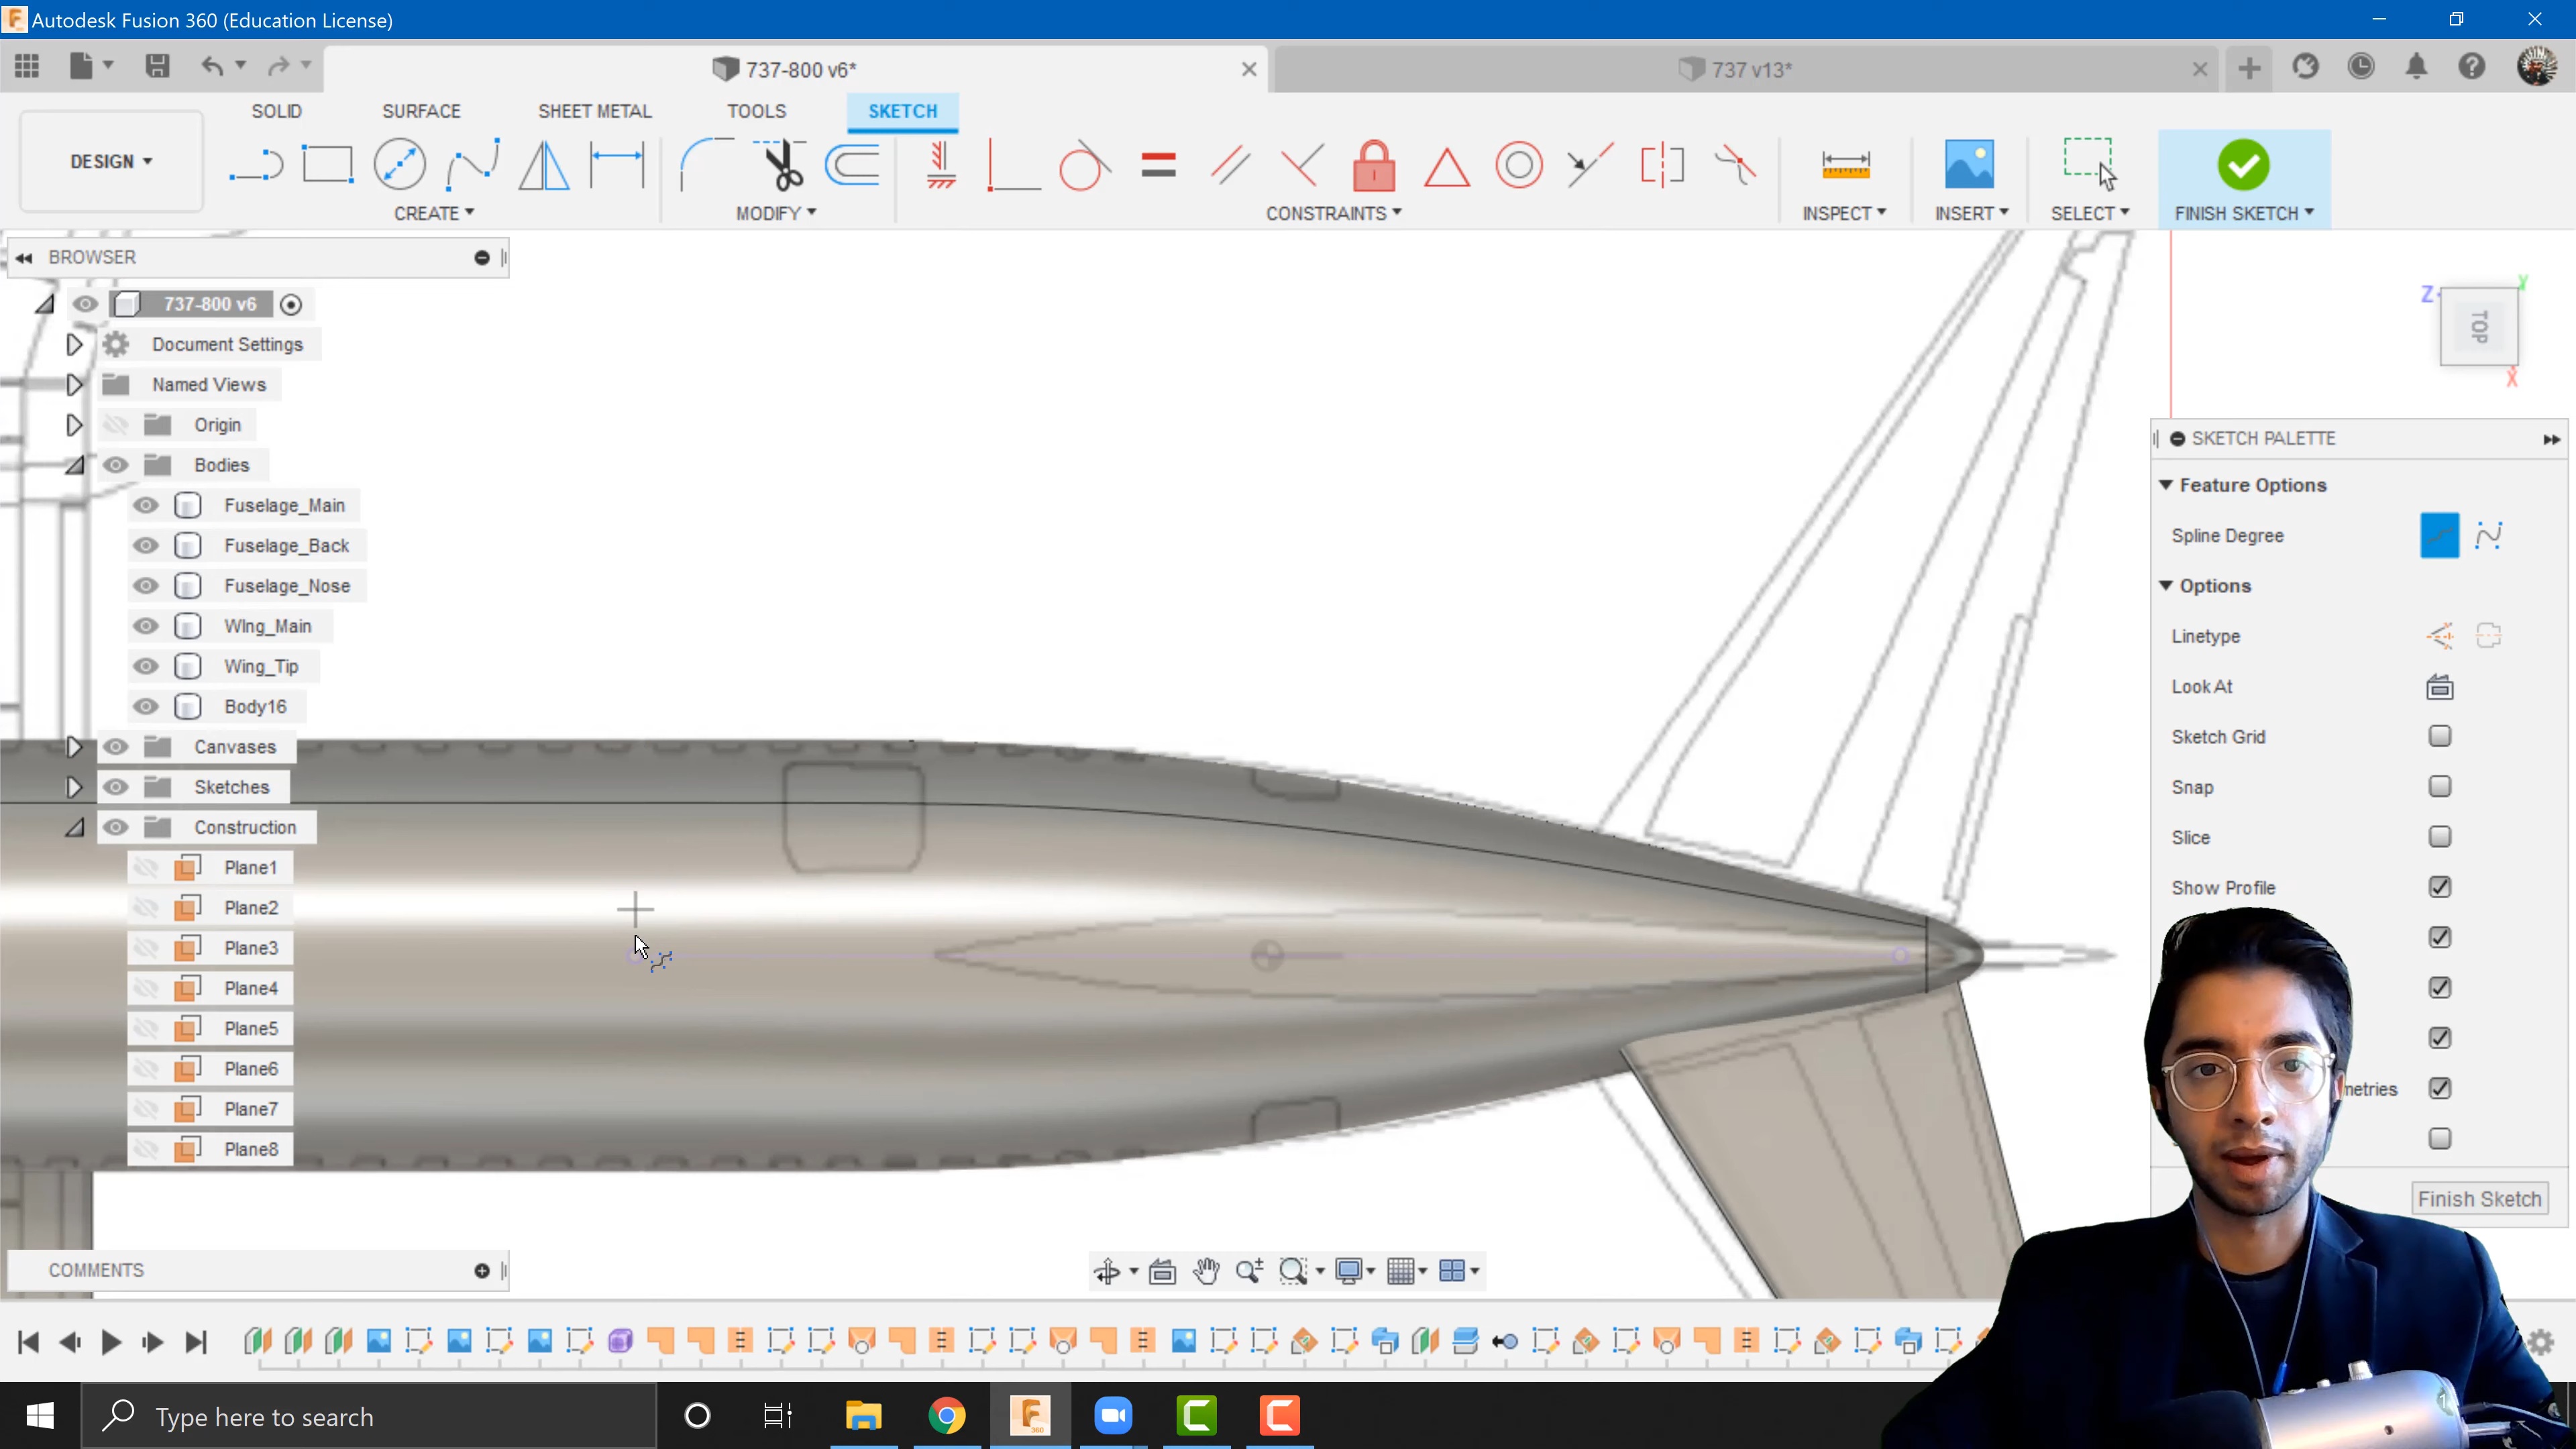 Autodesk Fusion 360 (Education License)
737-800 v6*
737 v13*
SOLID
SURFACE
SHEET METAL
TOOLS
SKETCH
DESIGN
CREATE
MODIFY
CONSTRAINTS
INSPECT
INSERT
SELECT
FINISH SKETCH
BROWSER
737-800 v6
Document Settings
Named Views
Origin
Bodies
Fuselage_Main
Fuselage_Back
Fuselage_Nose
WIng_Main
Wing_Tip
Body16
Canvases
Sketches
Construction
Plane1
Plane2
Plane3
Plane4
Plane5
Plane6
Plane7
Plane8
Z
Y
TOP
X
SKETCH PALETTE
Feature Options
Spline Degree
Options
Linetype
Look At
Sketch Grid
Snap
Slice
Show Profile
metries
Finish Sketch
COMMENTS
Type here to search
F
360
C
C